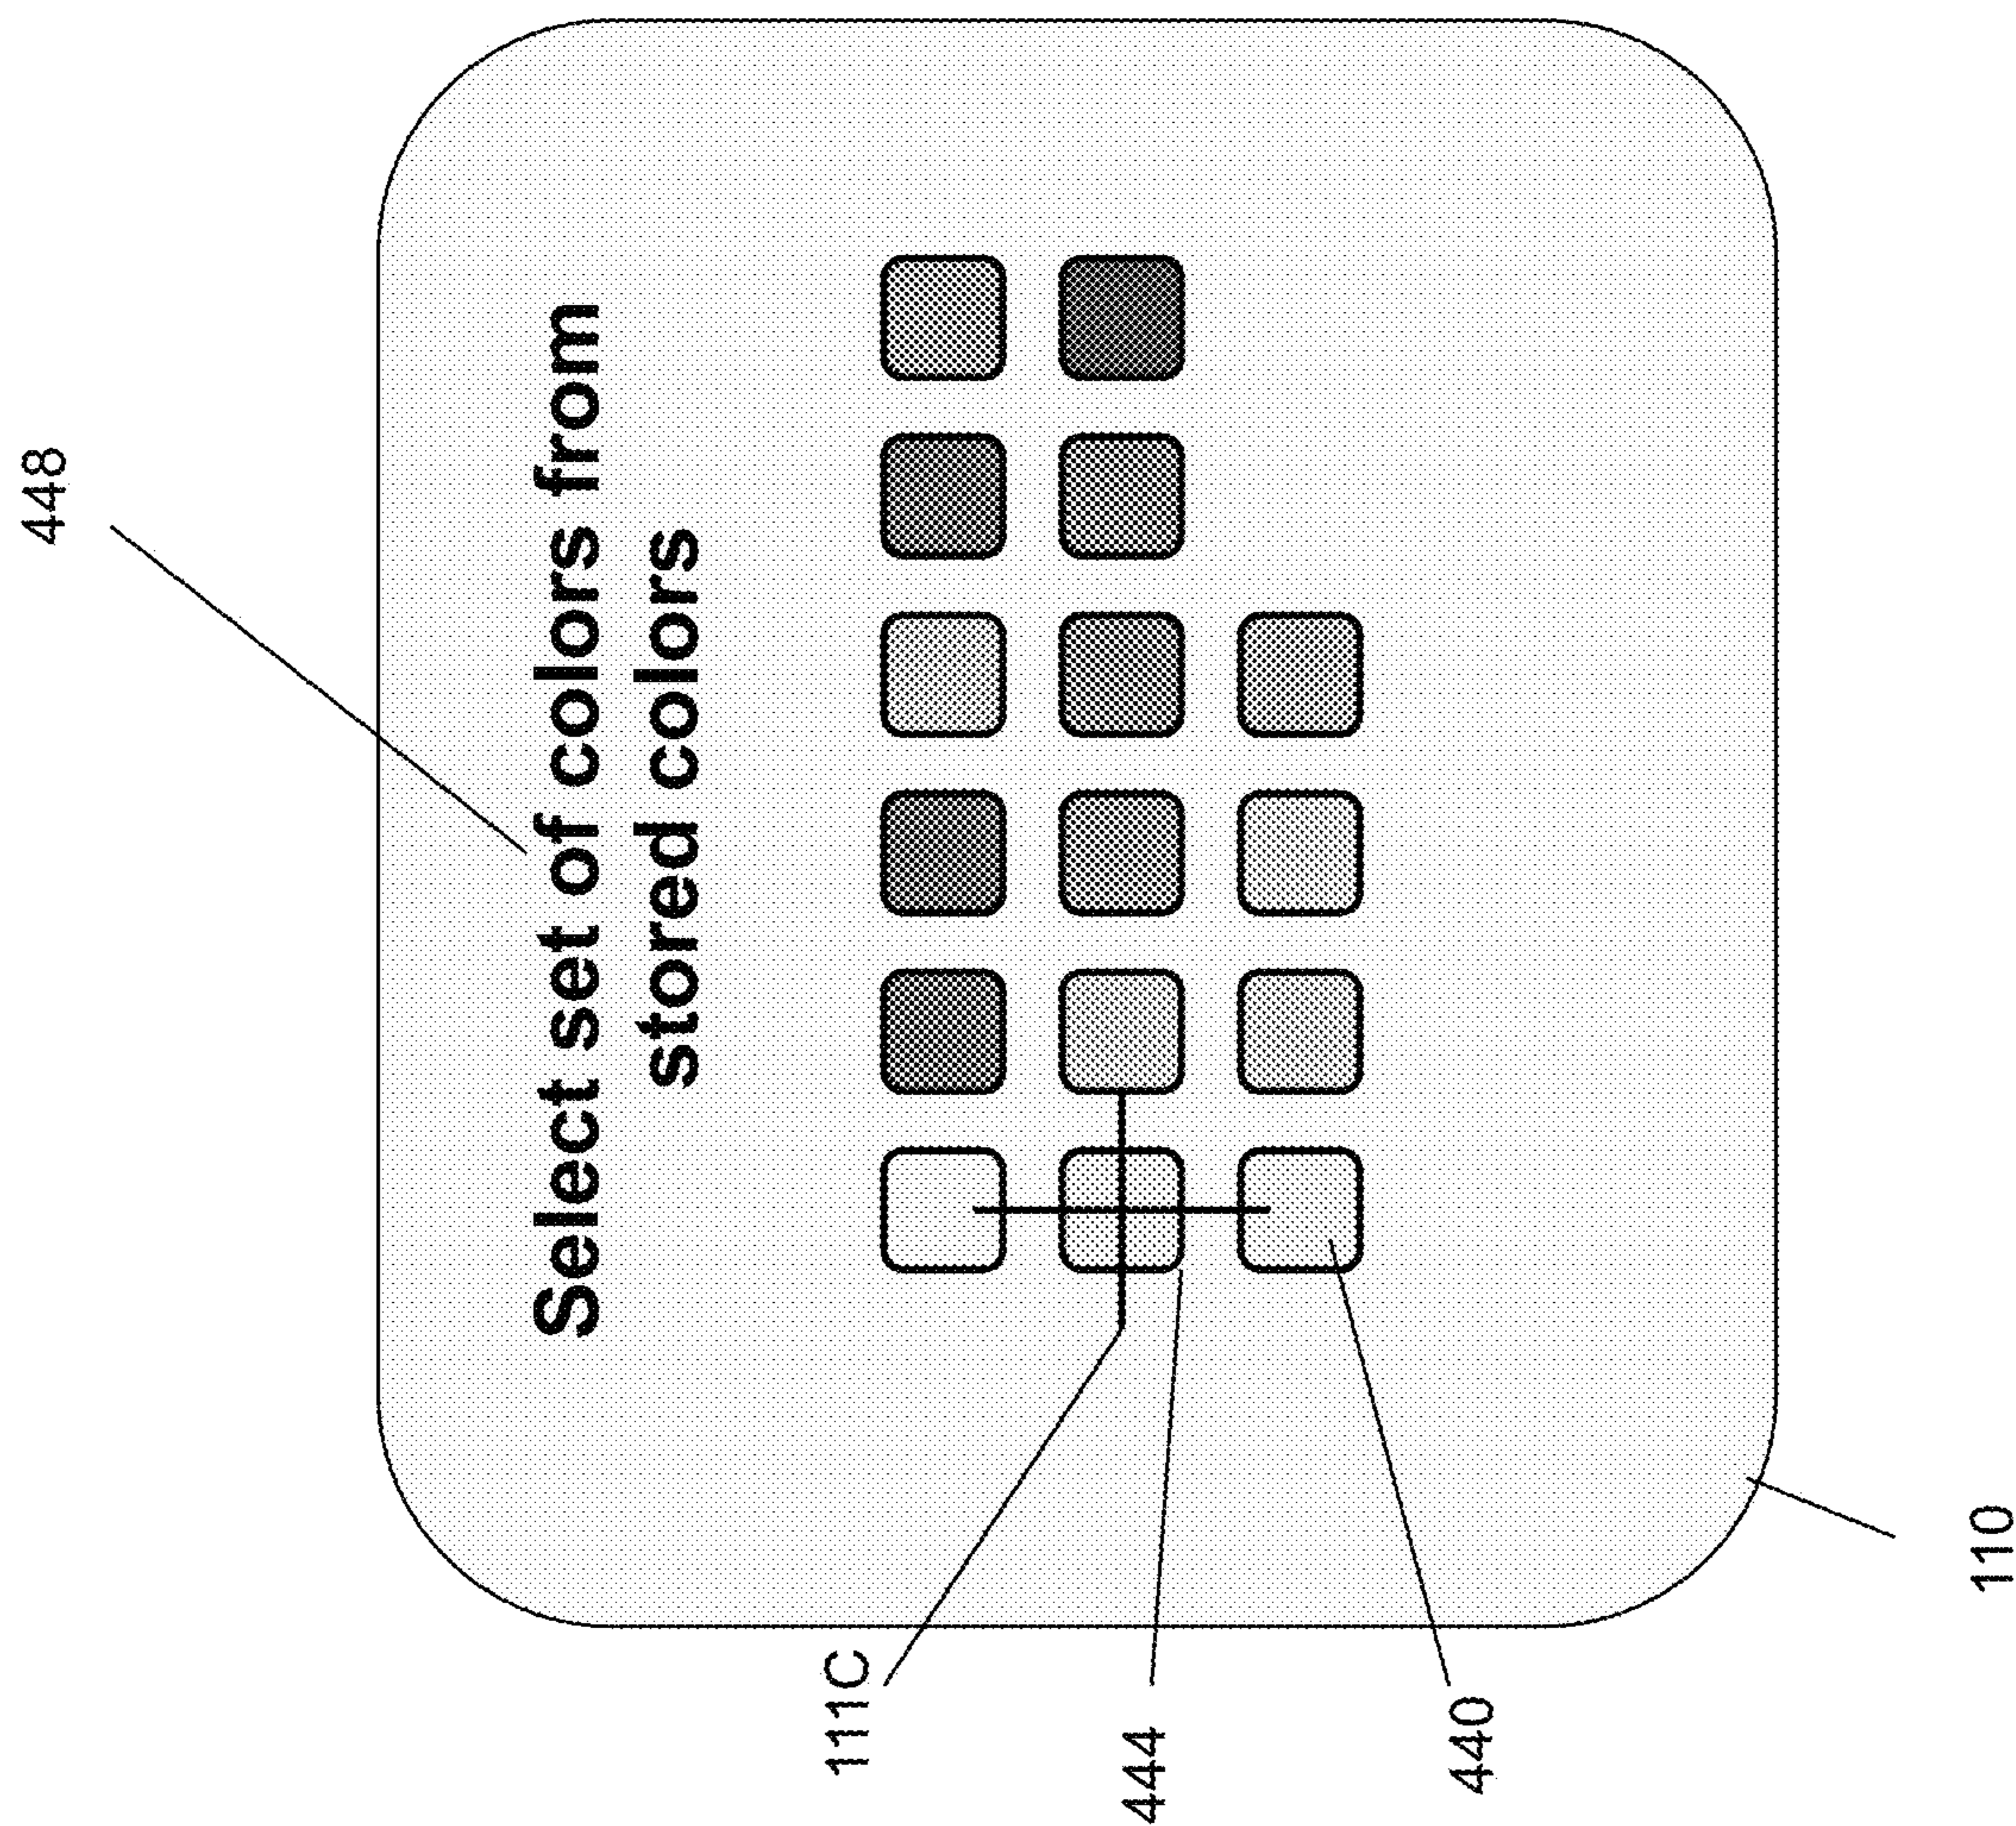 448
Select set of colors from
stored colors
111C
444
440
110